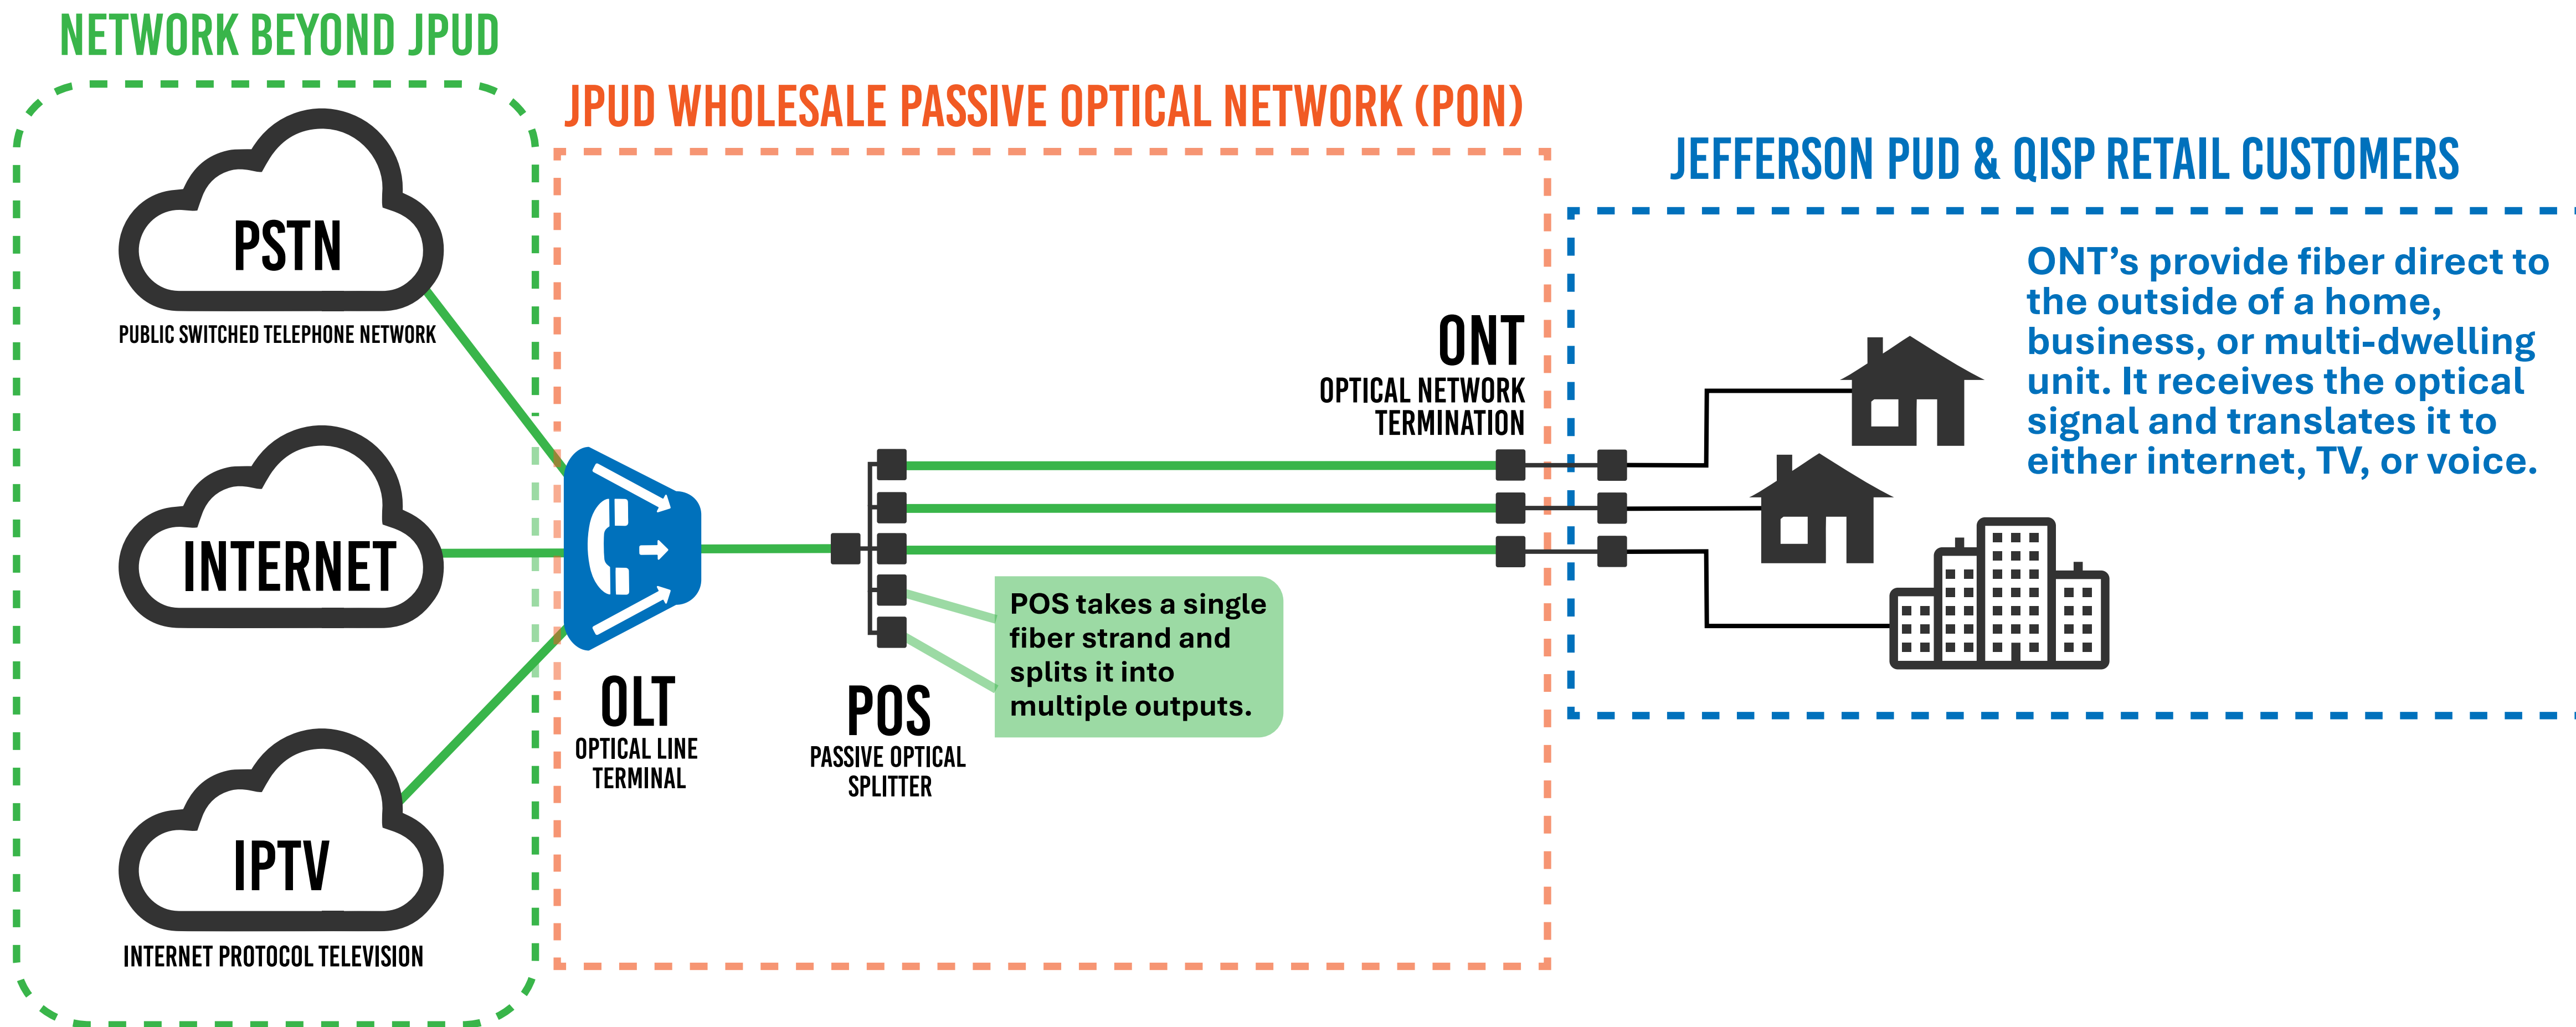 NETWORK BEYOND JPUD
PSTN
PUBLIC SWITCHED TELEPHONE NETWORK
INTERNET
IPTV
INTERNET PROTOCOL TELEVISION
JPUD WHOLESALE PASSIVE OPTICAL NETWORK (PON)
OLT
OPTICAL LINE
TERMINAL
POS
PASSIVE OPTICAL
SPLITTER
POS takes a single
fiber strand and
splits it into
multiple outputs.
ONT
OPTICAL NETWORK
TERMINATION
JEFFERSON PUD & QISP RETAIL CUSTOMERS
ONT’s provide fiber direct to
the outside of a home,
business, or multi-dwelling
unit. It receives the optical
signal and translates it to
either internet, TV, or voice.